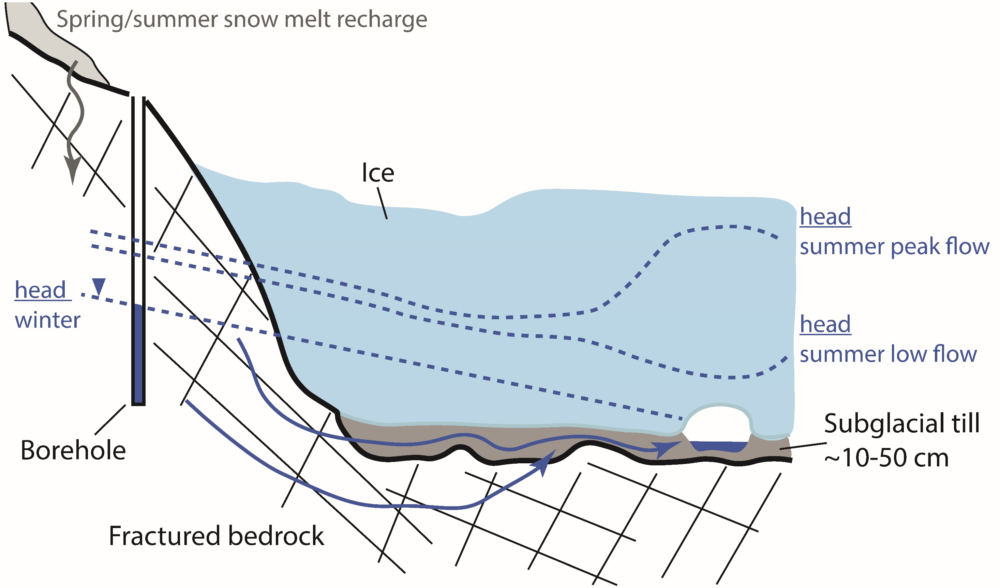 Spring/summer snow melt recharge
Ice
head
summer peak flow
head
winter
head
summer low flow
Borehole
Subglacial till
~10-50 cm
Fractured bedrock